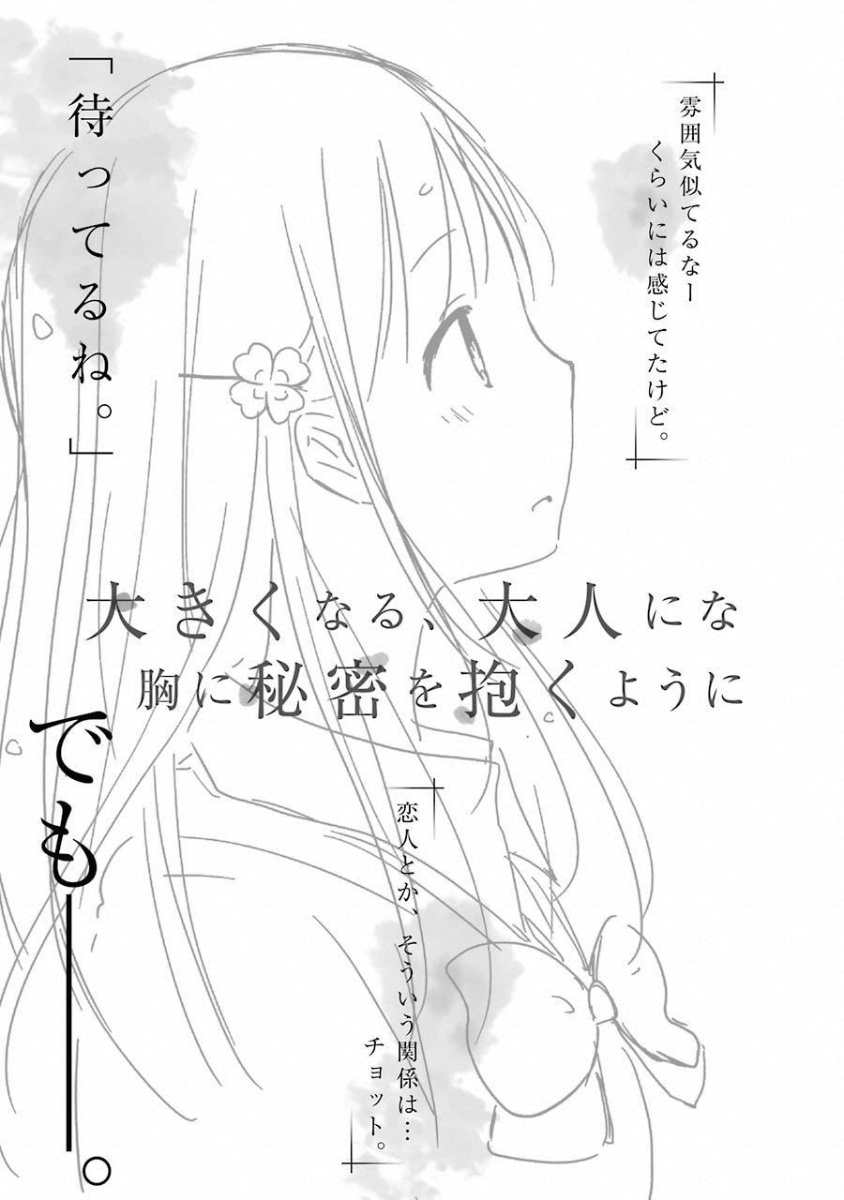 雰囲気似てるなー
くらいには感じてたけど。
「待ってるね。」
大きくなる、大人にな
胸に秘密を抱くように
恋人とか、そういう関係は…
チョット。
でも――。